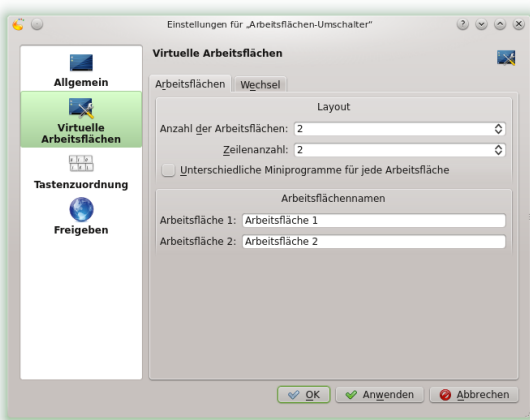 Einstellungen für „Arbeitsflächen-Umschalter“
Allgemein
Virtuelle
Arbeitsflächen
Tastenzuordnung
Freigeben
Virtuelle Arbeitsflächen
Arbeitsflächen Wechsel
Layout
Anzahl der Arbeitsflächen: 2
Zeilenanzahl: 2
Unterschiedliche Miniprogramme für jede Arbeitsfläche
Arbeitsflächennamen
Arbeitsfläche 1: Arbeitsfläche 1
Arbeitsfläche 2: Arbeitsfläche 2
OK Anwenden Abbrechen